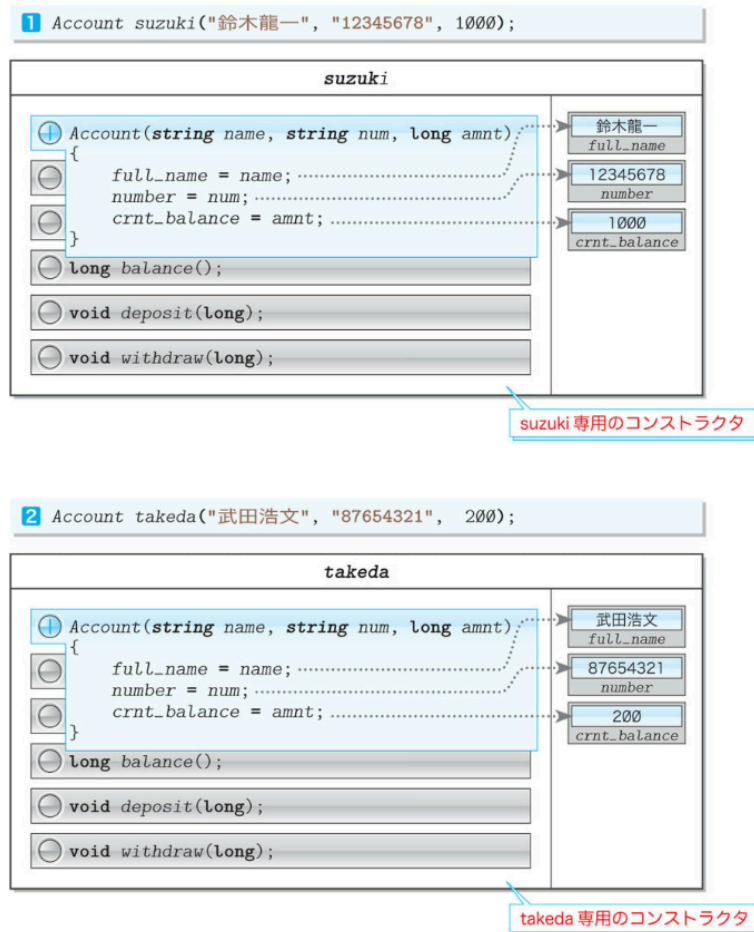 1 Account suzuki("鈴木龍一", "12345678", 1000);
suzuki
Account(string name, string num, long amnt)
{
full_name = name;
number = num;
crnt_balance = amnt;
}
long balance();
void deposit(long);
void withdraw(long);
鈴木龍一
full_name
12345678
number
1000
crnt_balance
suzuki 専用のコンストラクタ
2 Account takeda("武田浩文", "87654321", 200);
takeda
Account(string name, string num, long amnt)
{
full_name = name;
number = num;
crnt_balance = amnt;
}
long balance();
void deposit(long);
void withdraw(long);
武田浩文
full_name
87654321
number
200
crnt_balance
takeda 専用のコンストラクタ